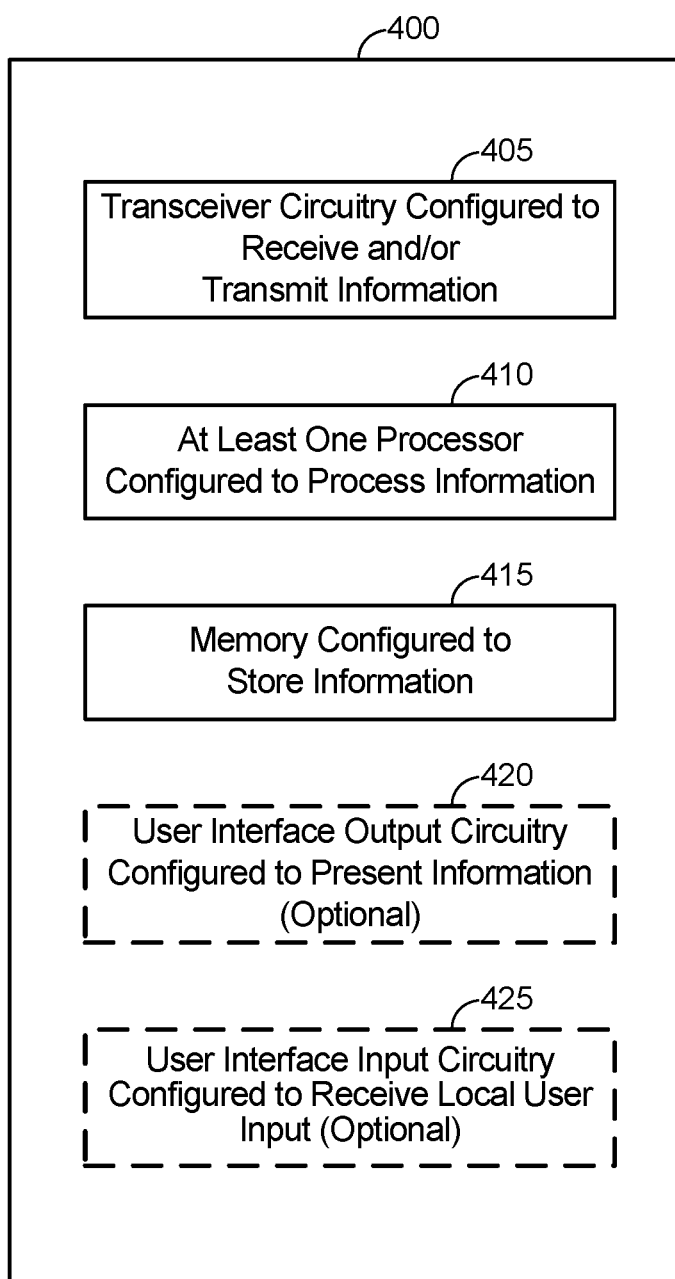 400
405
Transceiver Circuitry Configured to
Receive and/or
Transmit Information
410
At Least One Processor
Configured to Process Information
415
Memory Configured to
Store Information
420
User Interface Output Circuitry
Configured to Present Information
(Optional)
425
User Interface Input Circuitry
Configured to Receive Local User
Input (Optional)